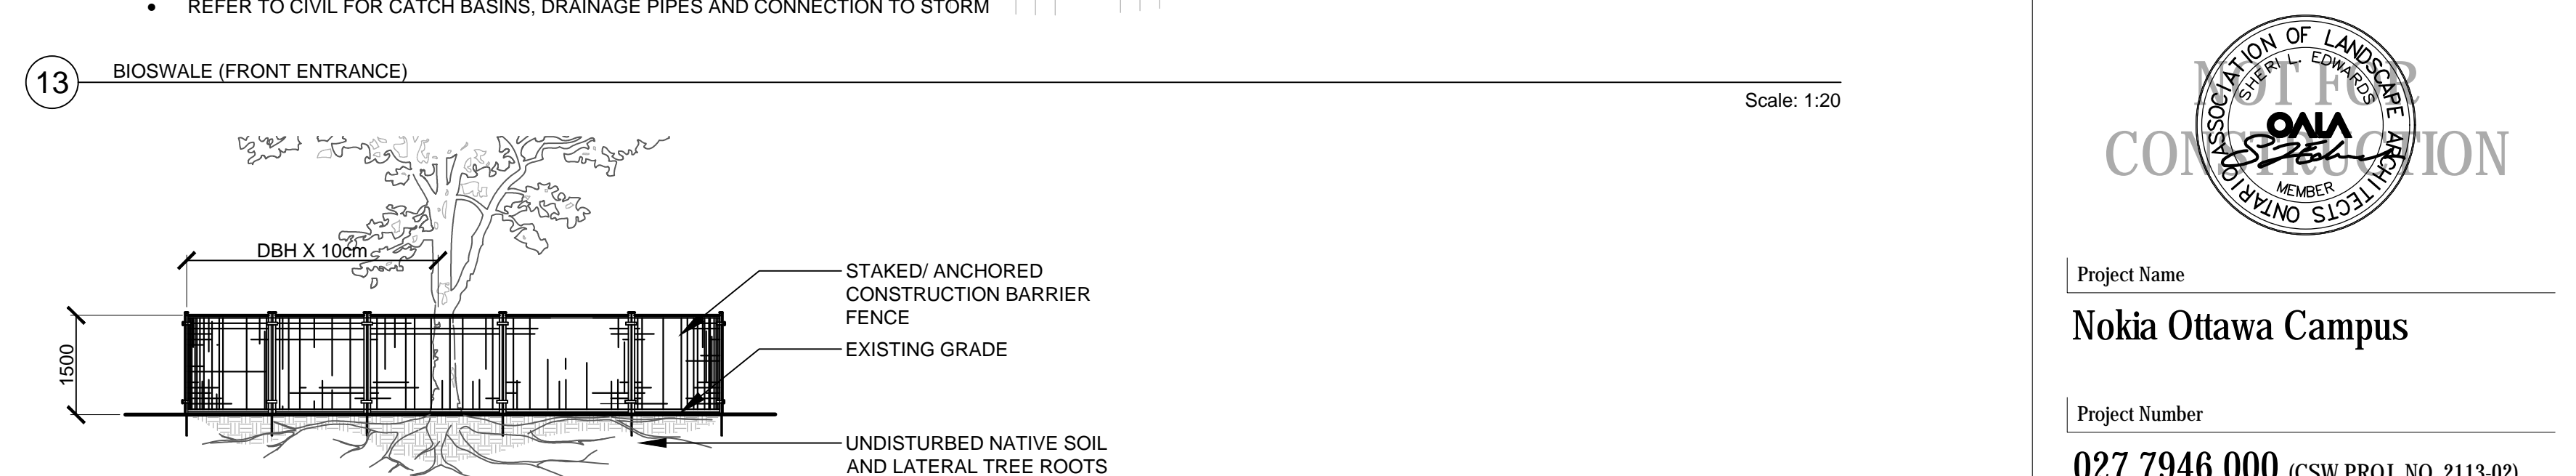 • REFER TO CIVIL FOR CATCH BASINS, DRAINAGE PIPES AND CONNECTION TO STORM
13
BIOSWALE (FRONT ENTRANCE)
Scale: 1:20
DBH X 10cm
1500
STAKED/ ANCHORED
CONSTRUCTION BARRIER
FENCE
EXISTING GRADE
UNDISTURBED NATIVE SOIL
AND LATERAL TREE ROOTS
NOT FOR
CONSTRUCTION
ONTARIO ASSOCIATION OF LANDSCAPE ARCHITECTS
SHERI L. EDWARDS
OALA
MEMBER
Project Name
Nokia Ottawa Campus
Project Number
027 7946 000 (CSW PROJ. NO. 2113-02)